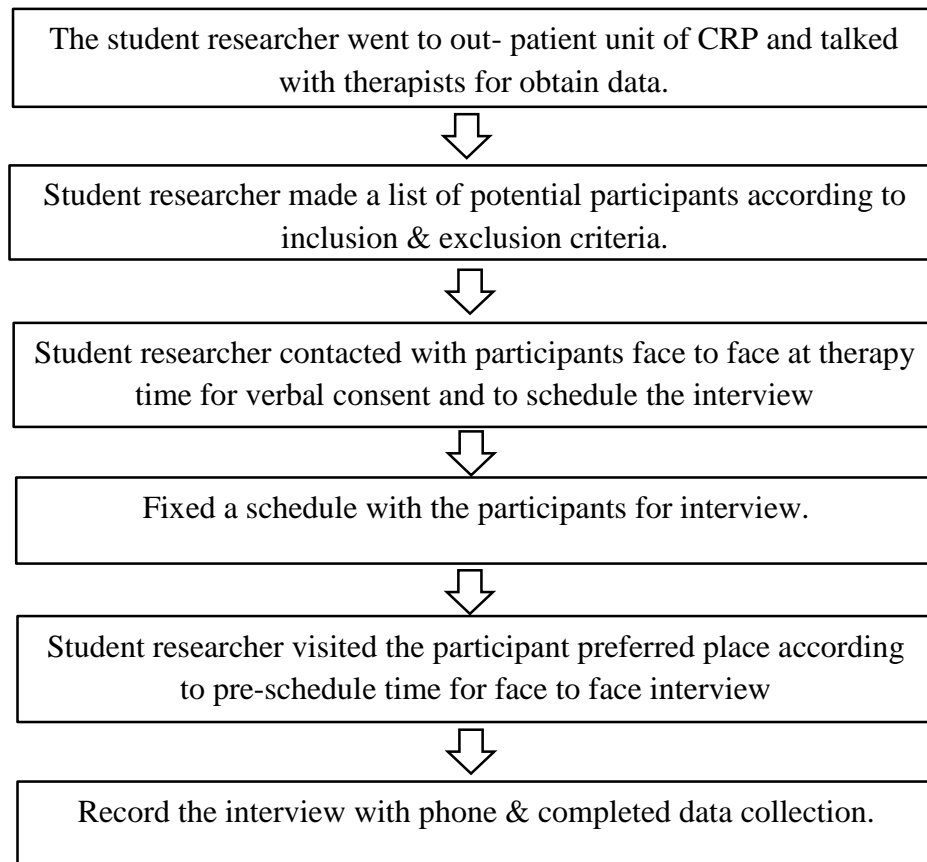 The student researcher went to out- patient unit of CRP and talked
with therapists for obtain data.
Student researcher made a list of potential participants according to
inclusion & exclusion criteria.
Student researcher contacted with participants face to face at therapy
time for verbal consent and to schedule the interview
Fixed a schedule with the participants for interview.
Student researcher visited the participant preferred place according
to pre-schedule time for face to face interview
Record the interview with phone & completed data collection.